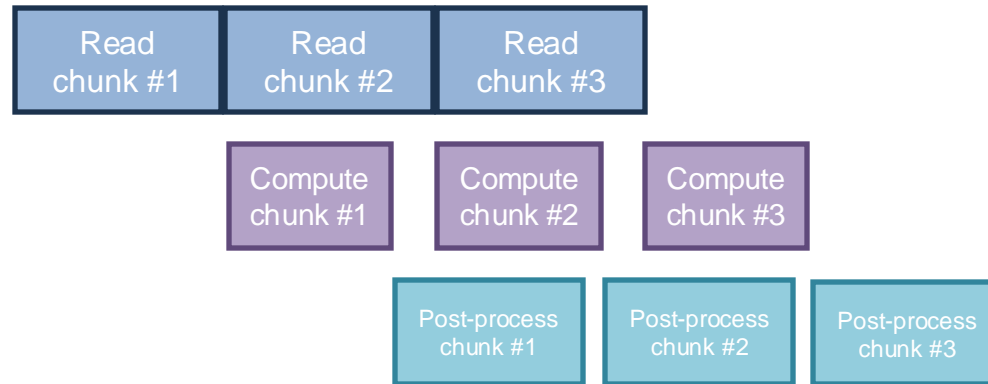 Read
chunk #1
Read
chunk #2
Read
chunk #3
Compute
chunk #1
Compute
chunk #2
Compute
chunk #3
Post-process
chunk #1
Post-process
chunk #2
Post-process
chunk #3